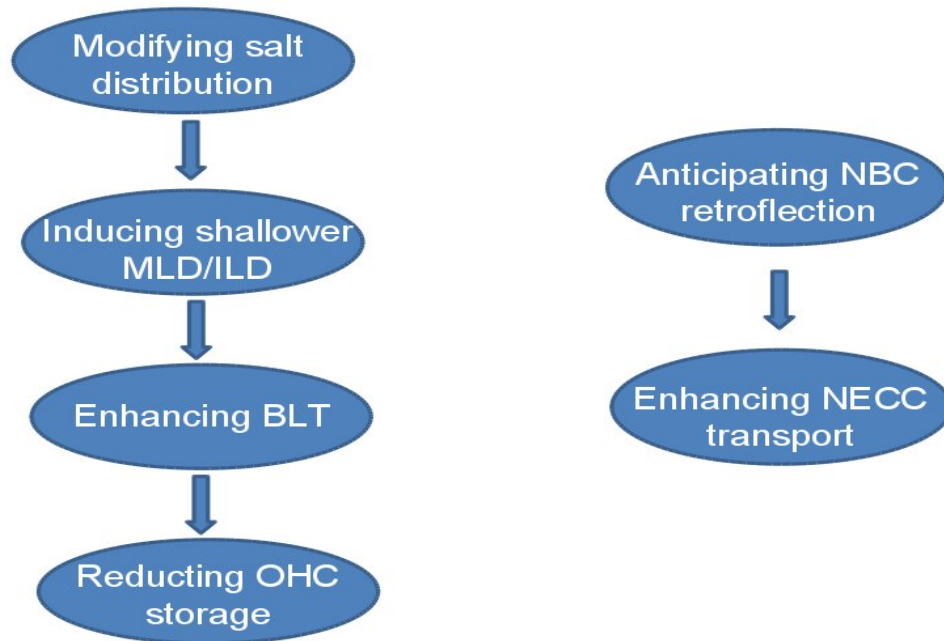 Modifying salt
distribution
Inducing shallower
MLD/ILD
Enhancing BLT
Reducting OHC
storage
Anticipating NBC
retroflection
Enhancing NECC
transport